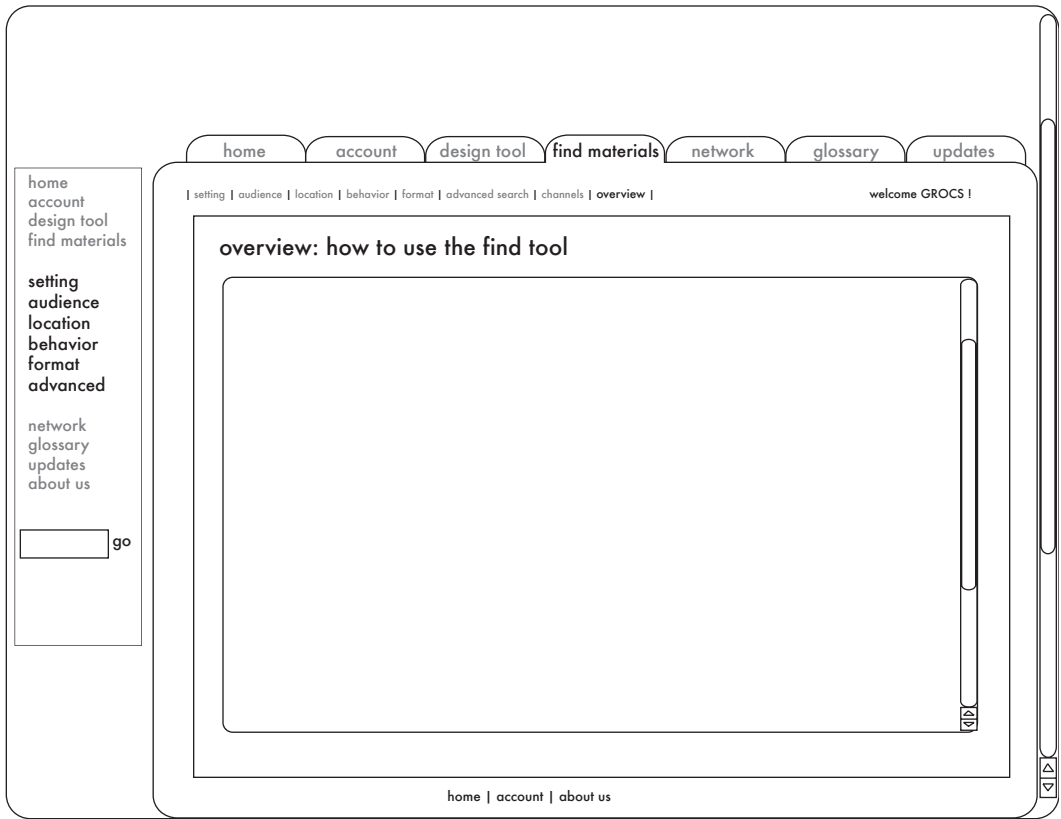 home account design tool find materials network glossary updates
| setting | audience | location | behavior | format | advanced search | channels | overview |
welcome GROCS !
home
account
design tool
find materials
setting
audience
location
behavior
format
advanced
network
glossary
updates
about us
go
overview: how to use the find tool
home | account | about us